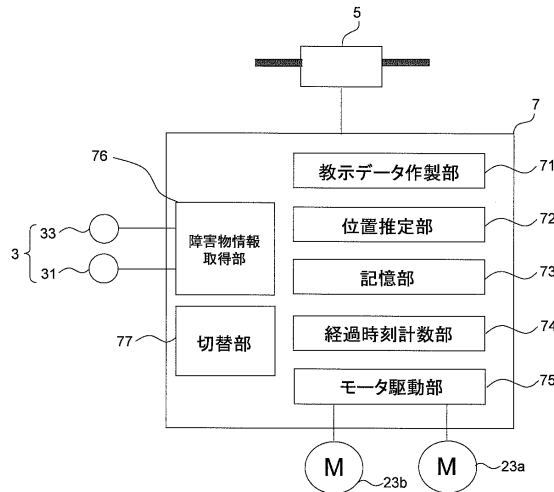 5
7
76
教示データ作製部
71
33
3
31
障害物情報
取得部
位置推定部
72
記憶部
73
77
切替部
経過時刻計数部
74
モータ駆動部
75
M
23b
M
23a